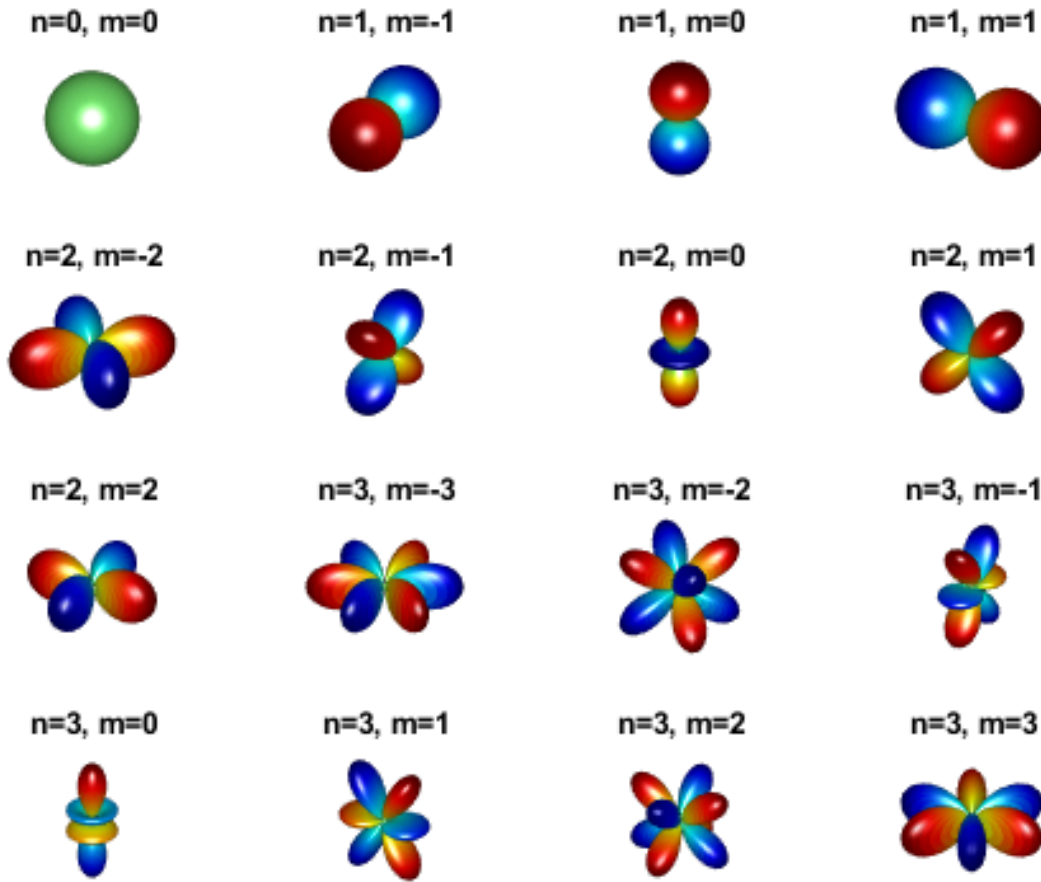 n=0, m=0
n=1, m=-1
n=1, m=0
n=1, m=1
n=2, m=-2
n=2, m=-1
n=2, m=0
n=2, m=1
n=2, m=2
n=3, m=-3
n=3, m=-2
n=3, m=-1
n=3, m=0
n=3, m=1
n=3, m=2
n=3, m=3